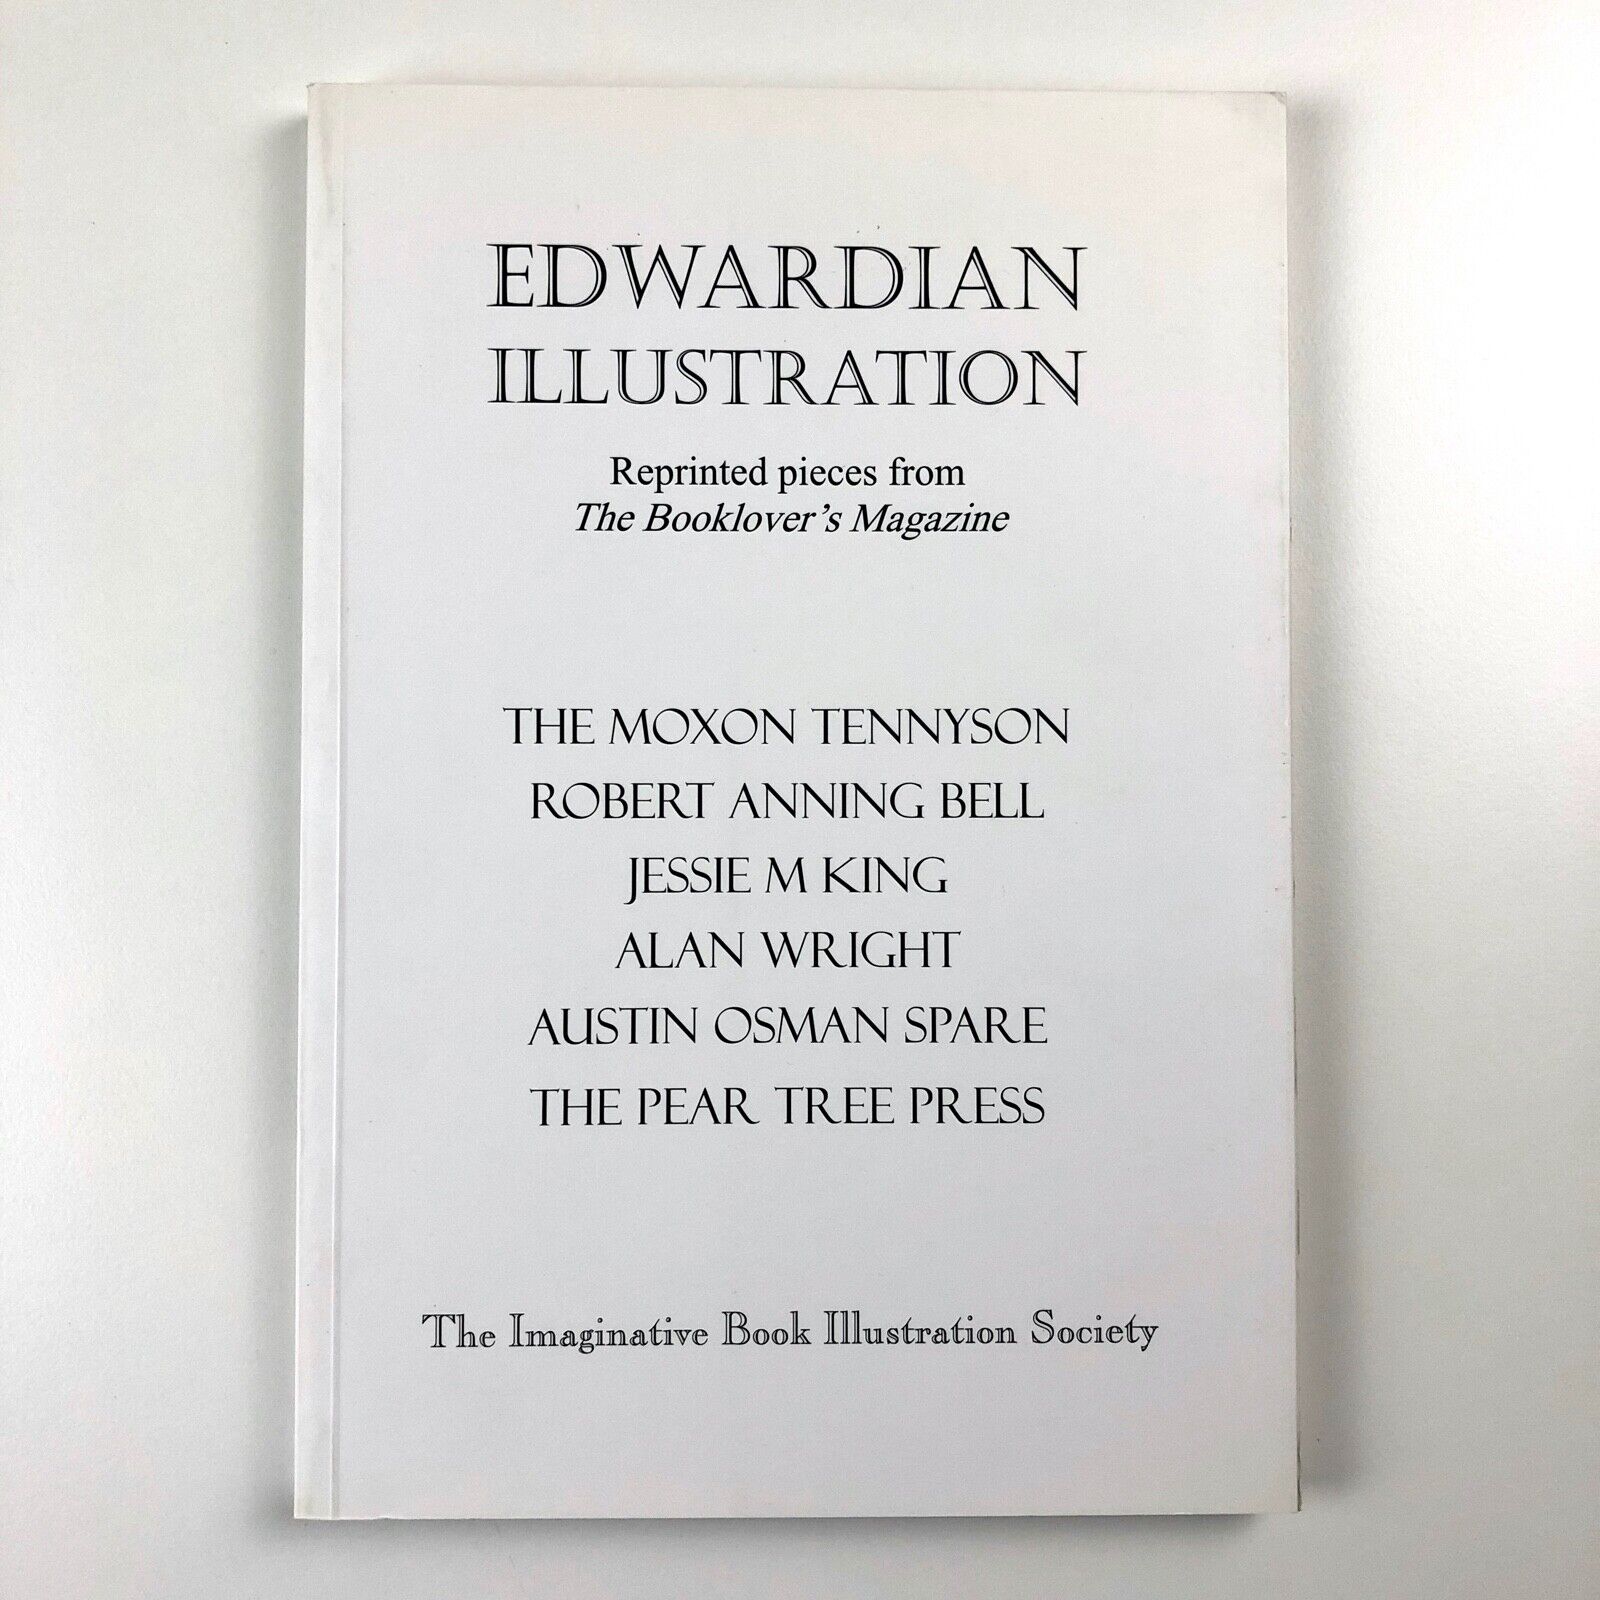 EDWARDIAN
ILLUSTRATION
Reprinted pieces from
The Booklover's Magazine
THE MOXON TENNYSON
ROBERT ANNING BELL
JESSIE M KING
ALAN WRIGHT
AUSTIN OSMAN SPARE
THE PEAR TREE PRESS
The Imaginative Book Illustration Society